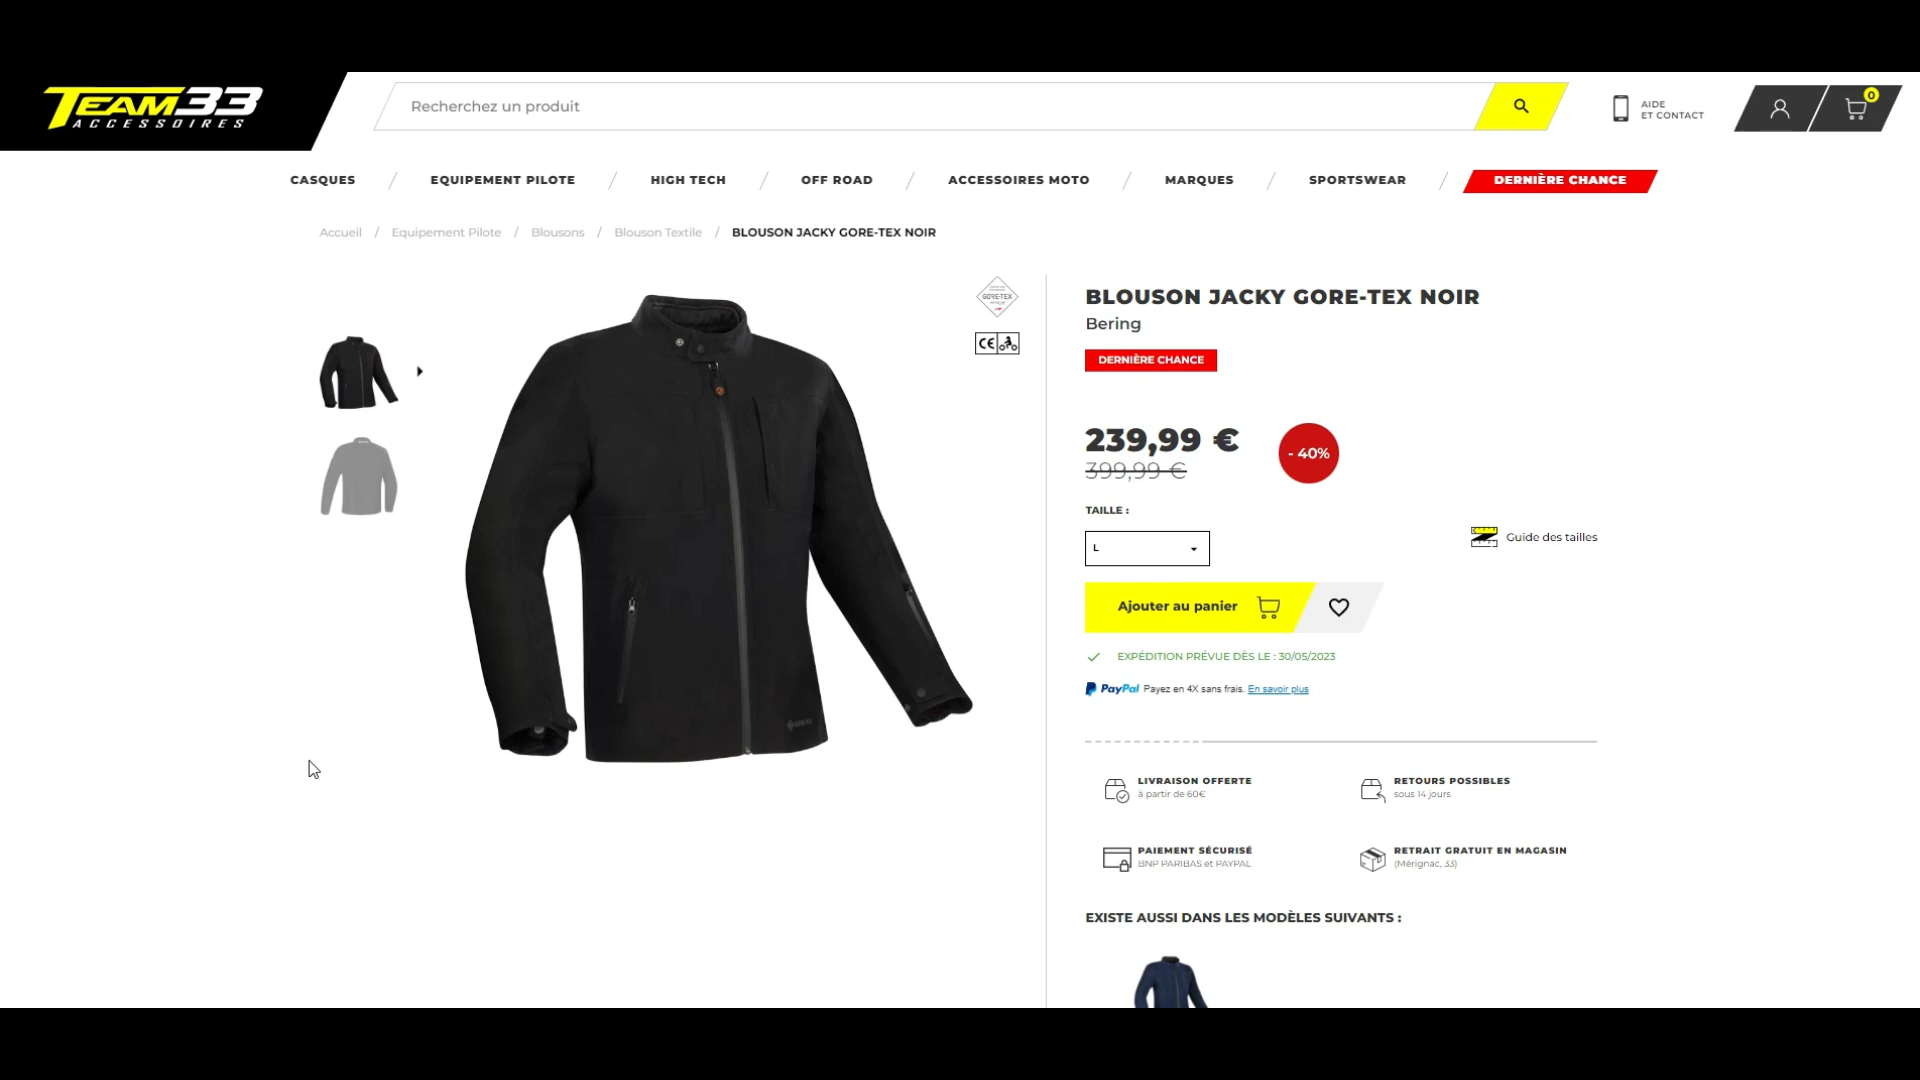 TEAM33
ACCESSOIRES
Recherchez un produit
AIDE
ET CONTACT
0
CASQUES / EQUIPEMENT PILOTE / HIGH TECH / OFF ROAD / ACCESSOIRES MOTO / MARQUES / SPORTSWEAR / DERNIÈRE CHANCE
Accueil / Equipement Pilote / Blousons / Blouson Textile / BLOUSON JACKY GORE-TEX NOIR
GORE-TEX
CE
BLOUSON JACKY GORE-TEX NOIR
Bering
DERNIÈRE CHANCE
239,99 €
399,99 €
- 40%
TAILLE :
L
Guide des tailles
Ajouter au panier
EXPÉDITION PRÉVUE DÈS LE : 30/05/2023
PayPal Payez en 4X sans frais. En savoir plus
LIVRAISON OFFERTE
à partir de 60€
RETOURS POSSIBLES
sous 14 jours
PAIEMENT SÉCURISÉ
BNP PARIBAS et PAYPAL
RETRAIT GRATUIT EN MAGASIN
(Mérignac, 33)
EXISTE AUSSI DANS LES MODÈLES SUIVANTS :